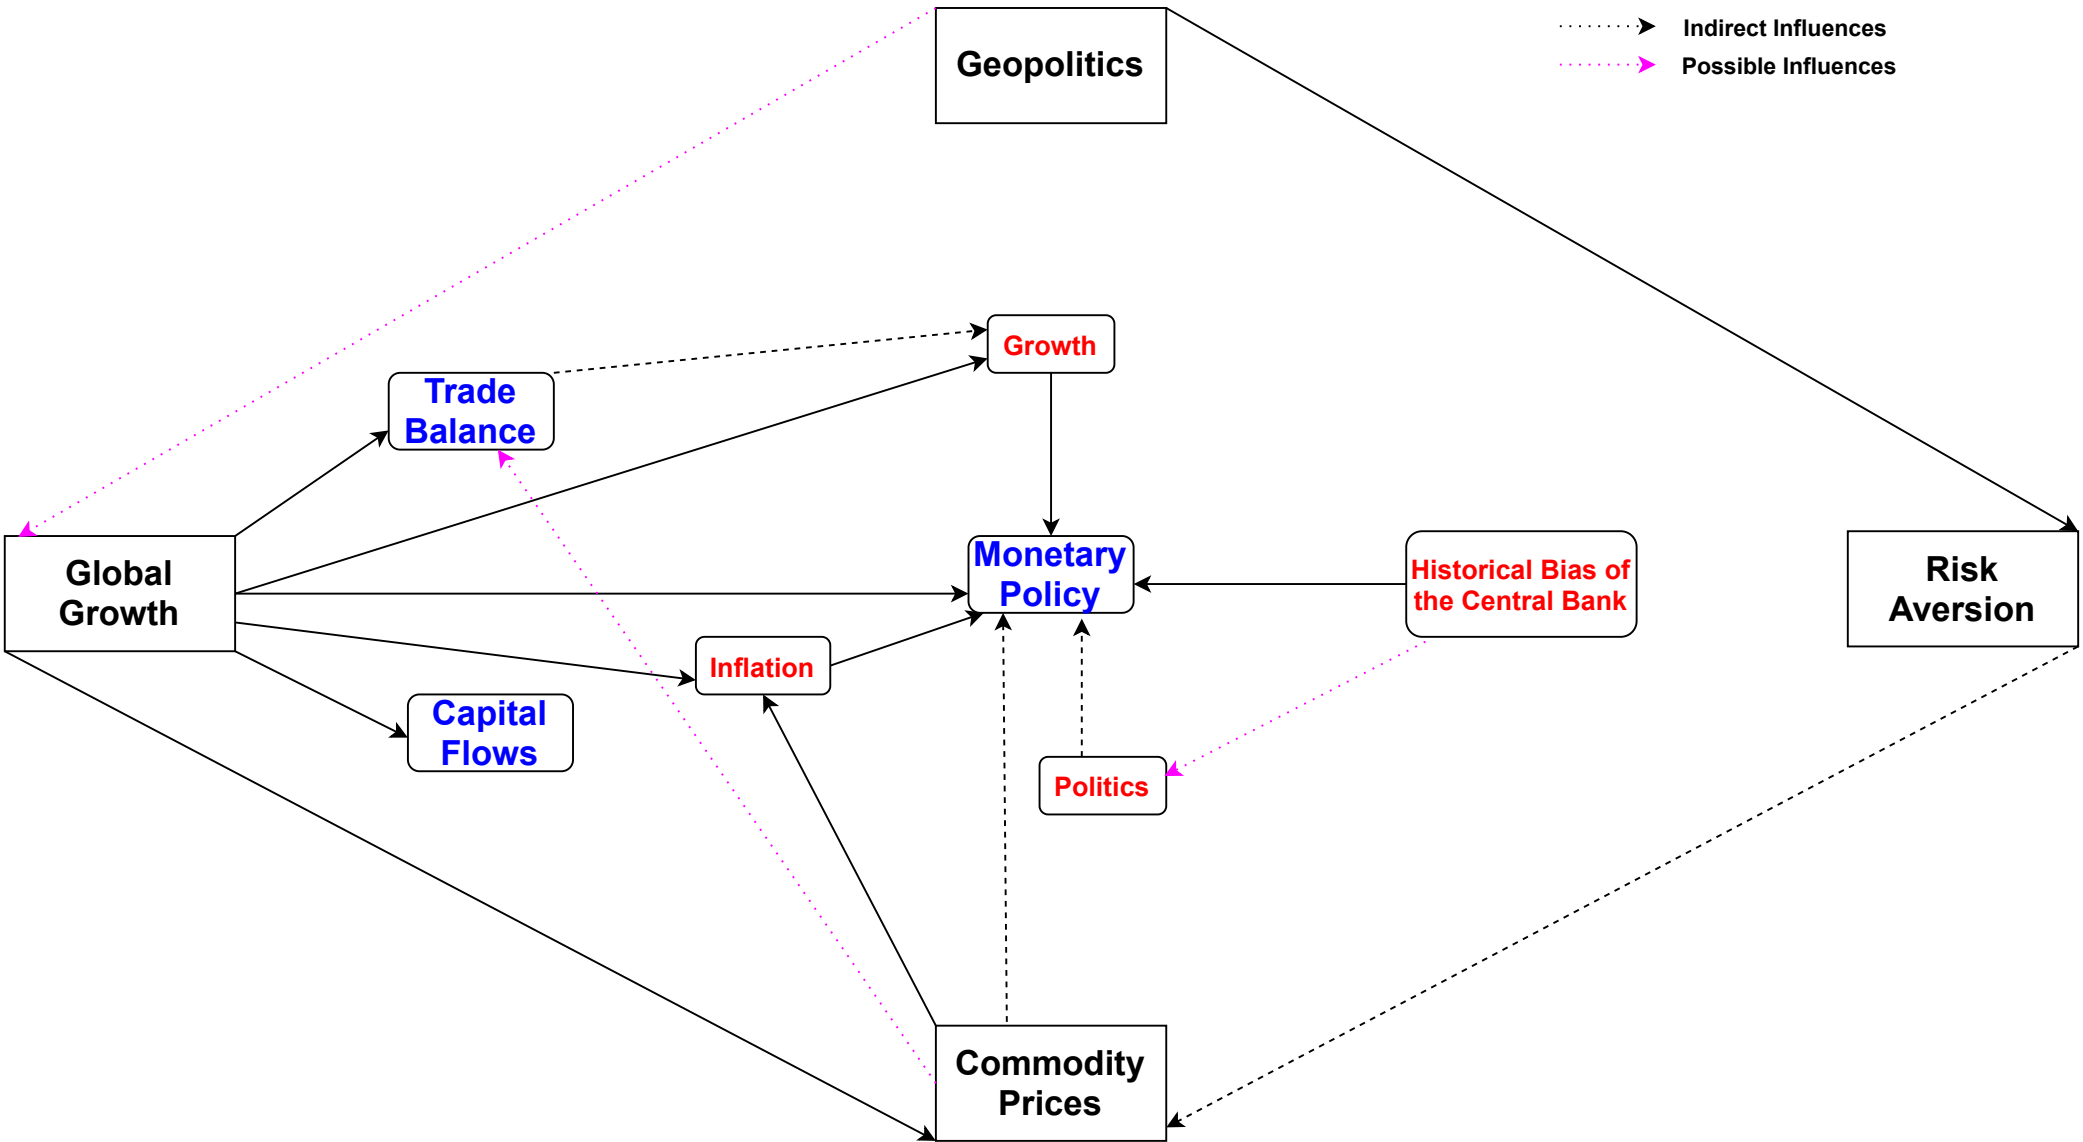 Geopolitics
Indirect Influences
Possible Influences
Growth
Trade
Balance
Global
Growth
Monetary
Policy
Historical Bias of
the Central Bank
Risk
Aversion
Inflation
Capital
Flows
Politics
Commodity
Prices